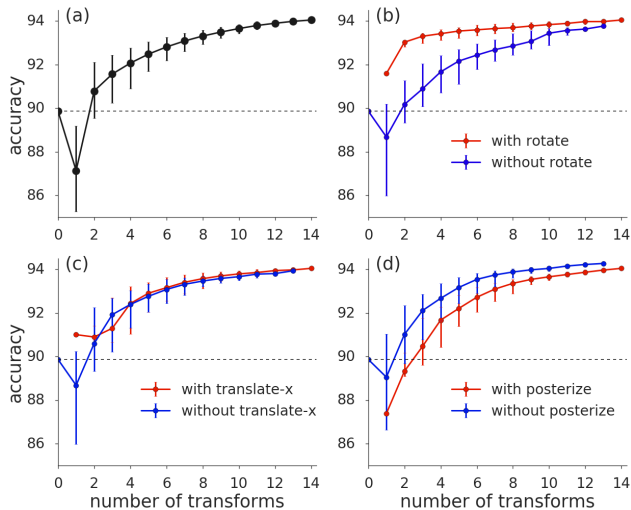 (a)
94
92
90
88
86
accuracy
0 2 4 6 8 10 12 14
(b)
94
92
90
88
86
with rotate
without rotate
0 2 4 6 8 10 12 14
(c)
94
92
90
88
86
accuracy
with translate-x
without translate-x
0 2 4 6 8 10 12 14
number of transforms
(d)
94
92
90
88
86
with posterize
without posterize
0 2 4 6 8 10 12 14
number of transforms